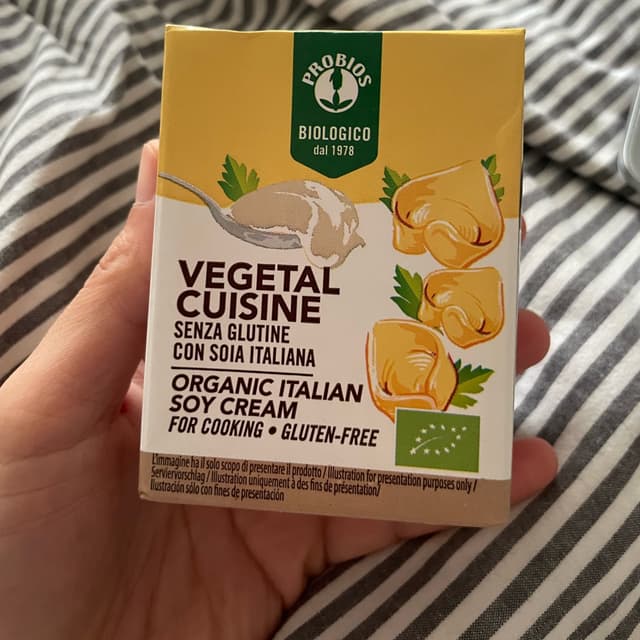 PROBIOS
BIOLOGICO
dal 1978
VEGETAL
CUISINE
SENZA GLUTINE
CON SOIA ITALIANA
ORGANIC ITALIAN
SOY CREAM
FOR COOKING • GLUTEN-FREE
L'immagine ha il solo scopo di presentare il prodotto / Illustration for presentation purposes only /
Serviervorschlag / Illustration uniquement à des fins de présentation/
Ilustración sólo con fines de presentación